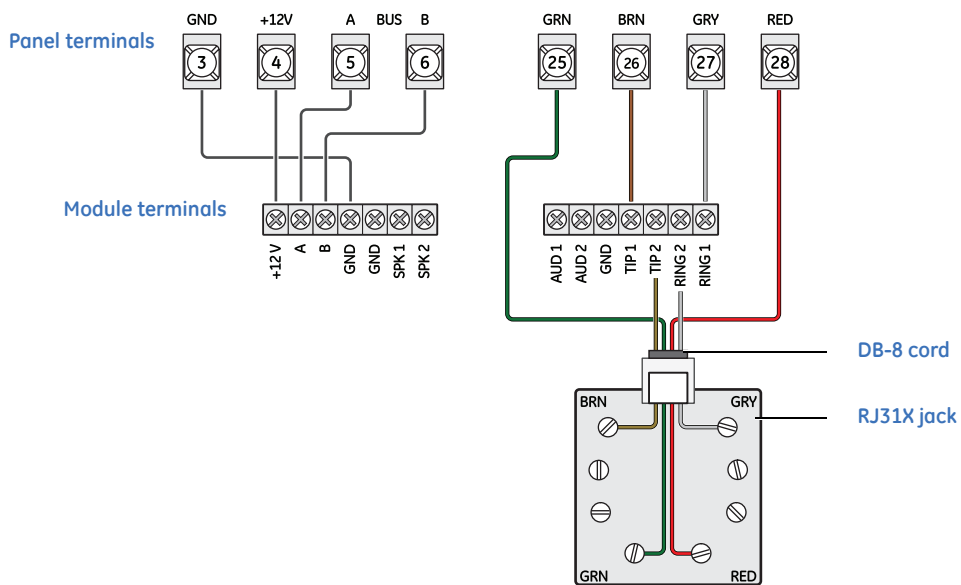 GND +12V A BUS B GRN BRN GRY RED
Panel terminals
3 4 5 6 25 26 27 28
Module terminals
+12 V A B GND GND SPK 1 SPK 2
AUD 1 AUD 2 GND TIP 1 TIP 2 RING 2 RING 1
DB-8 cord
BRN GRY
RJ31X jack
GRN RED